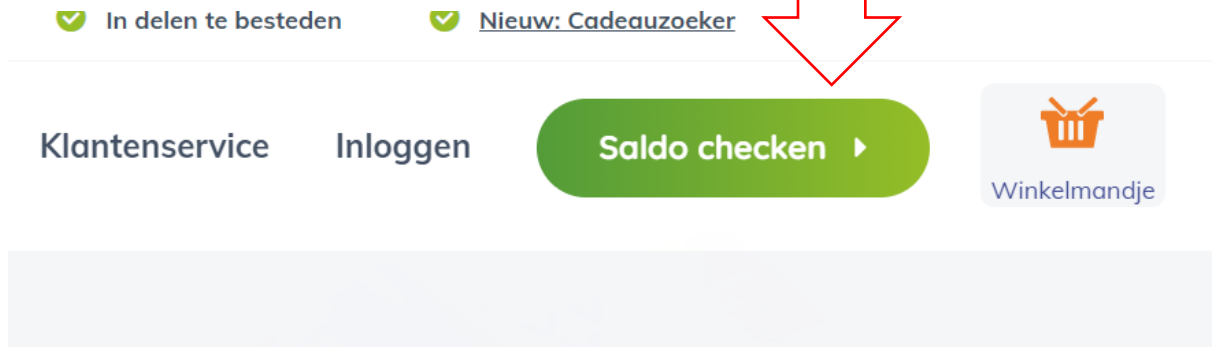 In delen te besteden
Nieuw: Cadeauzoeker
Klantenservice
Inloggen
Saldo checken
Winkelmandje